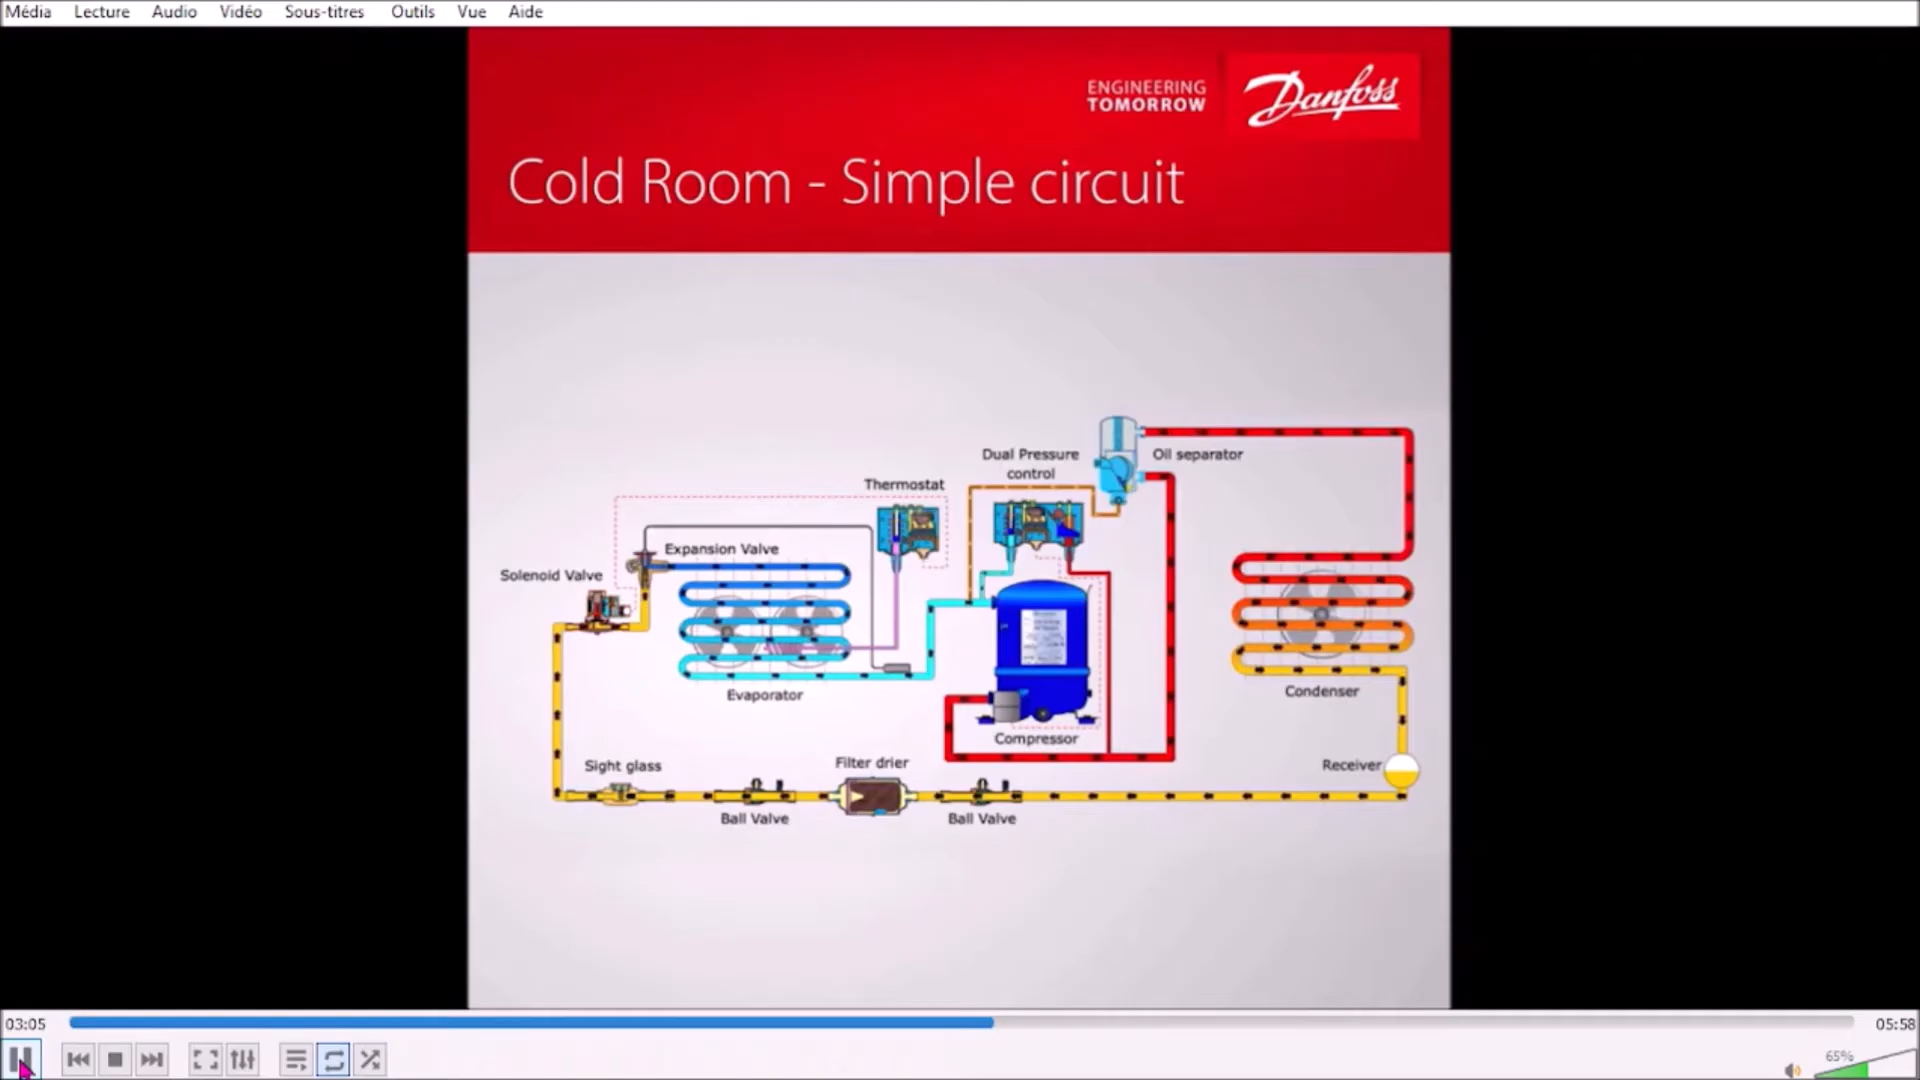 Média Lecture Audio Vidéo Sous-titres Outils Vue Aide
ENGINEERING
TOMORROW
Danfoss
Cold Room - Simple circuit
Dual Pressure
control
Oil separator
Thermostat
Expansion Valve
Solenoid Valve
Evaporator
Condenser
Compressor
Sight glass
Filter drier
Receiver
Ball Valve
Ball Valve
03:05
05:58
65%